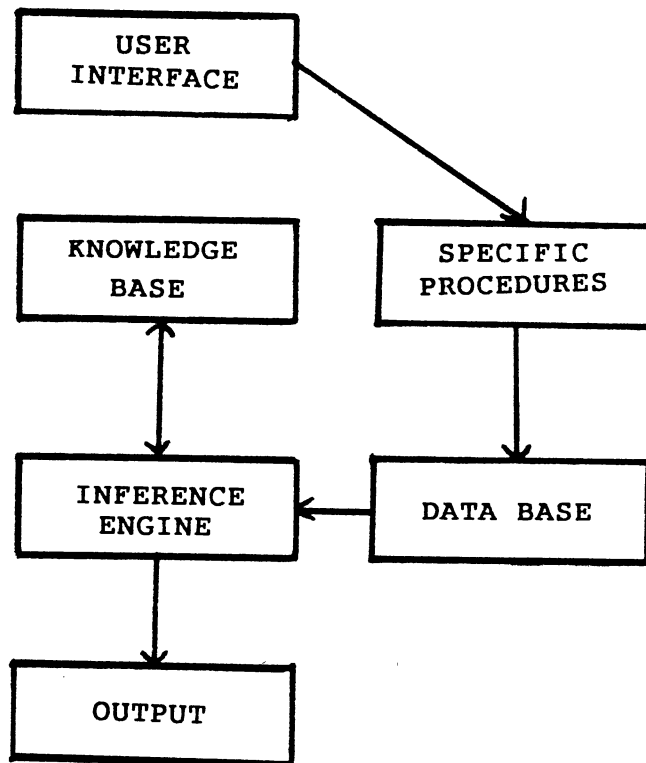 USER
INTERFACE
KNOWLEDGE
BASE
SPECIFIC
PROCEDURES
INFERENCE
ENGINE
DATA BASE
OUTPUT